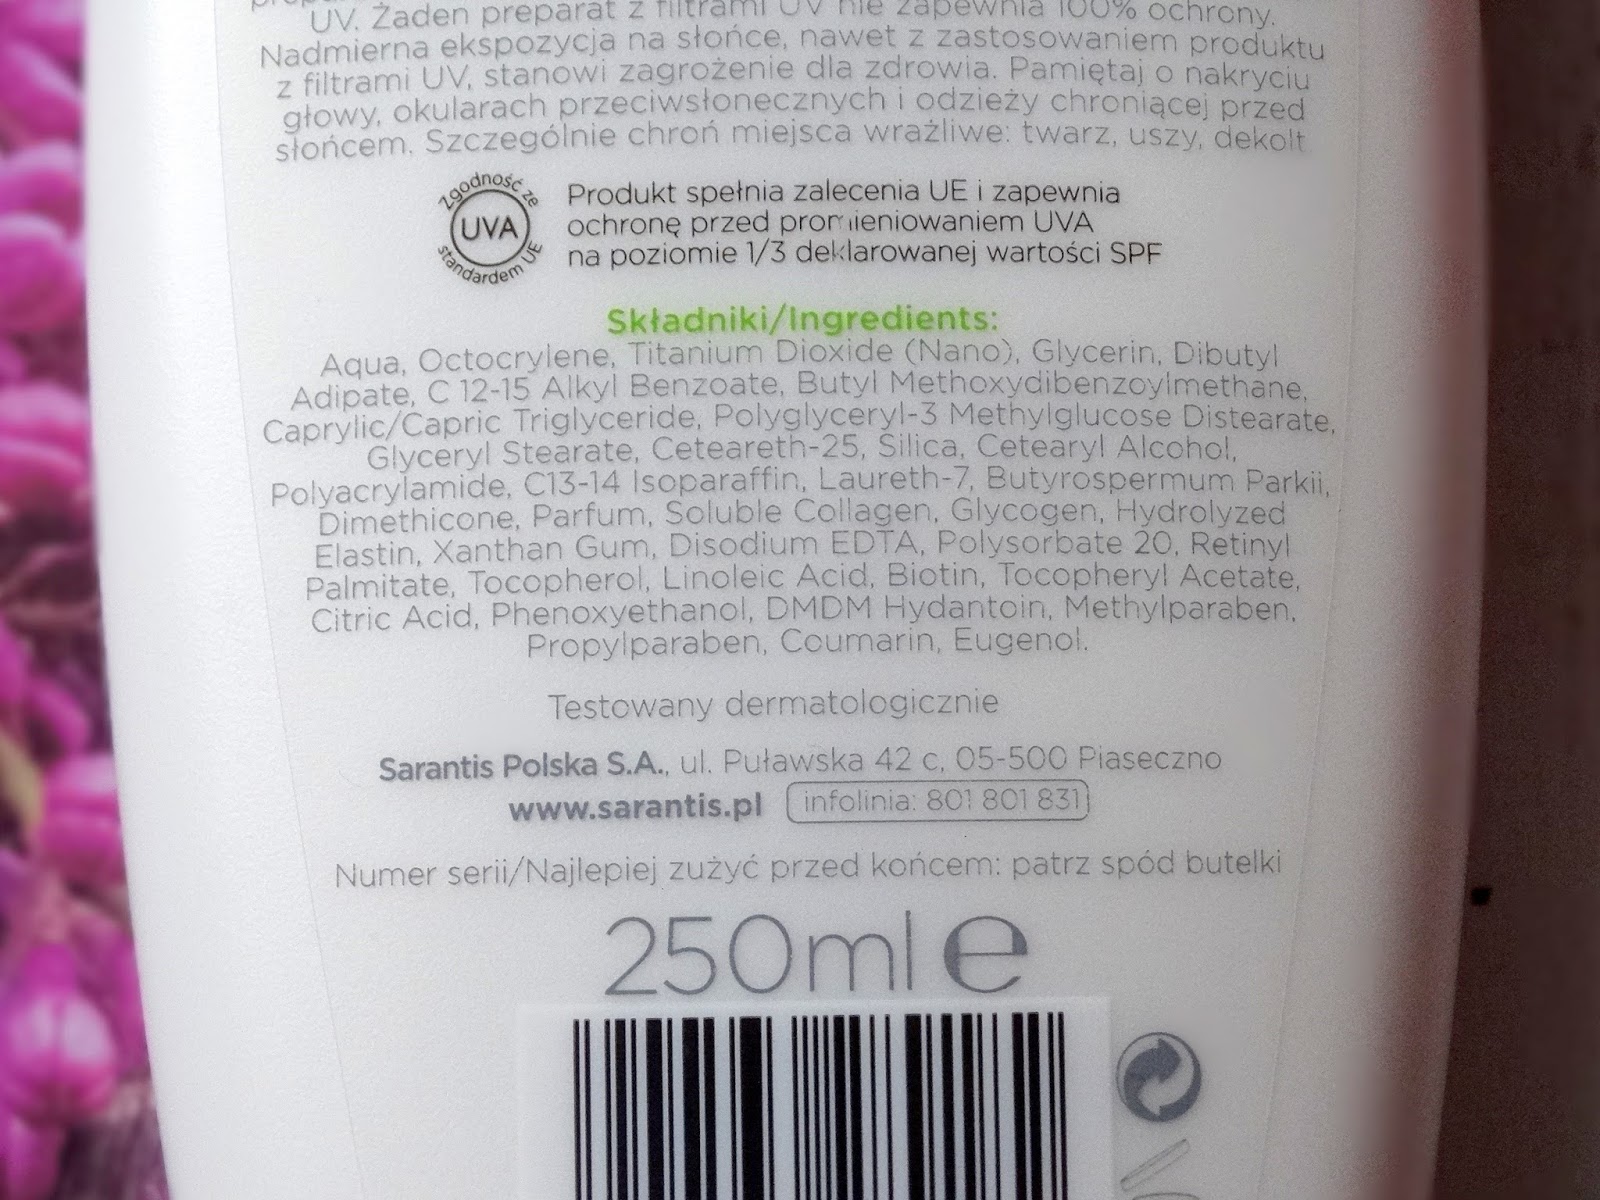 UV. Żaden preparat z filtrami UV nie zapewnia 100% ochrony.
Nadmierna ekspozycja na słońce, nawet z zastosowaniem produktu
z filtrami UV, stanowi zagrożenie dla zdrowia. Pamiętaj o nakryciu
głowy, okularach przeciwsłonecznych i odzieży chroniącej przed
słońcem. Szczególnie chroń miejsca wrażliwe: twarz, uszy, dekolt
Zgodność ze
UVA
standardem UE
Produkt spełnia zalecenia UE i zapewnia
ochronę przed promieniowaniem UVA
na poziomie 1/3 deklarowanej wartości SPF
Składniki/Ingredients:
Aqua, Octocrylene, Titanium Dioxide (Nano), Glycerin, Dibutyl
Adipate, C 12-15 Alkyl Benzoate, Butyl Methoxydibenzoylmethane,
Caprylic/Capric Triglyceride, Polyglyceryl-3 Methylglucose Distearate,
Glyceryl Stearate, Ceteareth-25, Silica, Cetearyl Alcohol,
Polyacrylamide, C13-14 Isoparaffin, Laureth-7, Butyrospermum Parkii,
Dimethicone, Parfum, Soluble Collagen, Glycogen, Hydrolyzed
Elastin, Xanthan Gum, Disodium EDTA, Polysorbate 20, Retinyl
Palmitate, Tocopherol, Linoleic Acid, Biotin, Tocopheryl Acetate,
Citric Acid, Phenoxyethanol, DMDM Hydantoin, Methylparaben,
Propylparaben, Coumarin, Eugenol.
Testowany dermatologicznie
Sarantis Polska S.A., ul. Puławska 42 c, 05-500 Piaseczno
www.sarantis.pl infolinia: 801 801 831
Numer serii/Najlepiej zużyć przed końcem: patrz spód butelki
250ml e